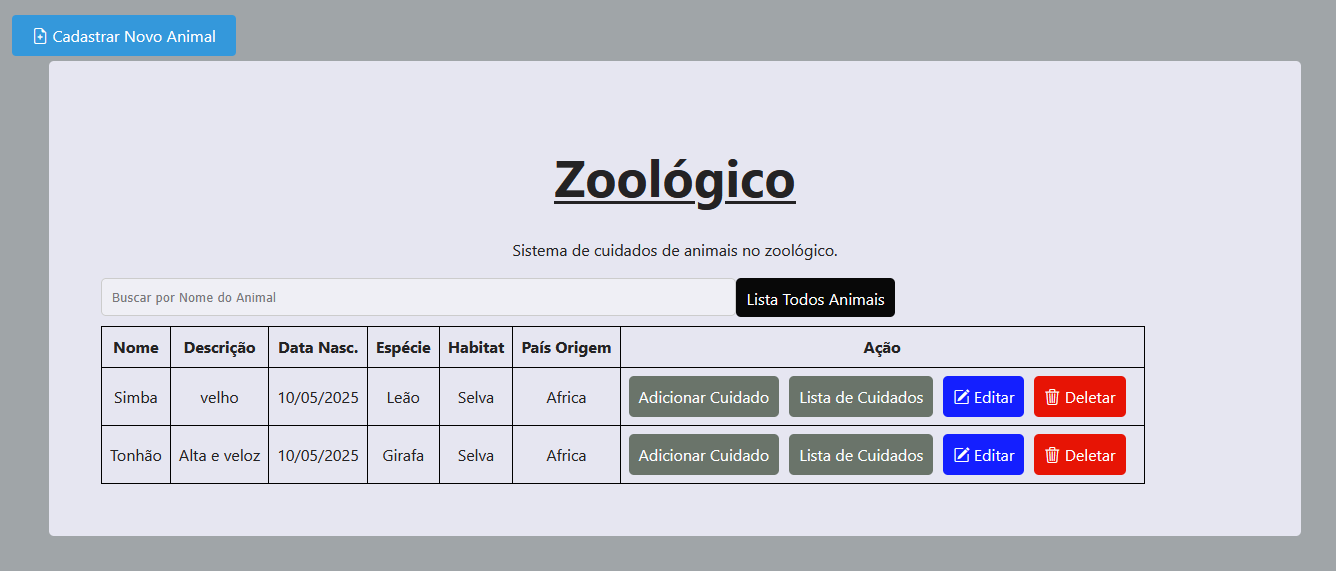 Cadastrar Novo Animal
Zoológico
Sistema de cuidados de animais no zoológico.
Buscar por Nome do Animal Lista Todos Animais
Nome Descrição Data Nasc. Espécie Habitat País Origem Ação
Simba velho 10/05/2025 Leão Selva Africa Adicionar Cuidado Lista de Cuidados Editar Deletar
Tonhão Alta e veloz 10/05/2025 Girafa Selva Africa Adicionar Cuidado Lista de Cuidados Editar Deletar